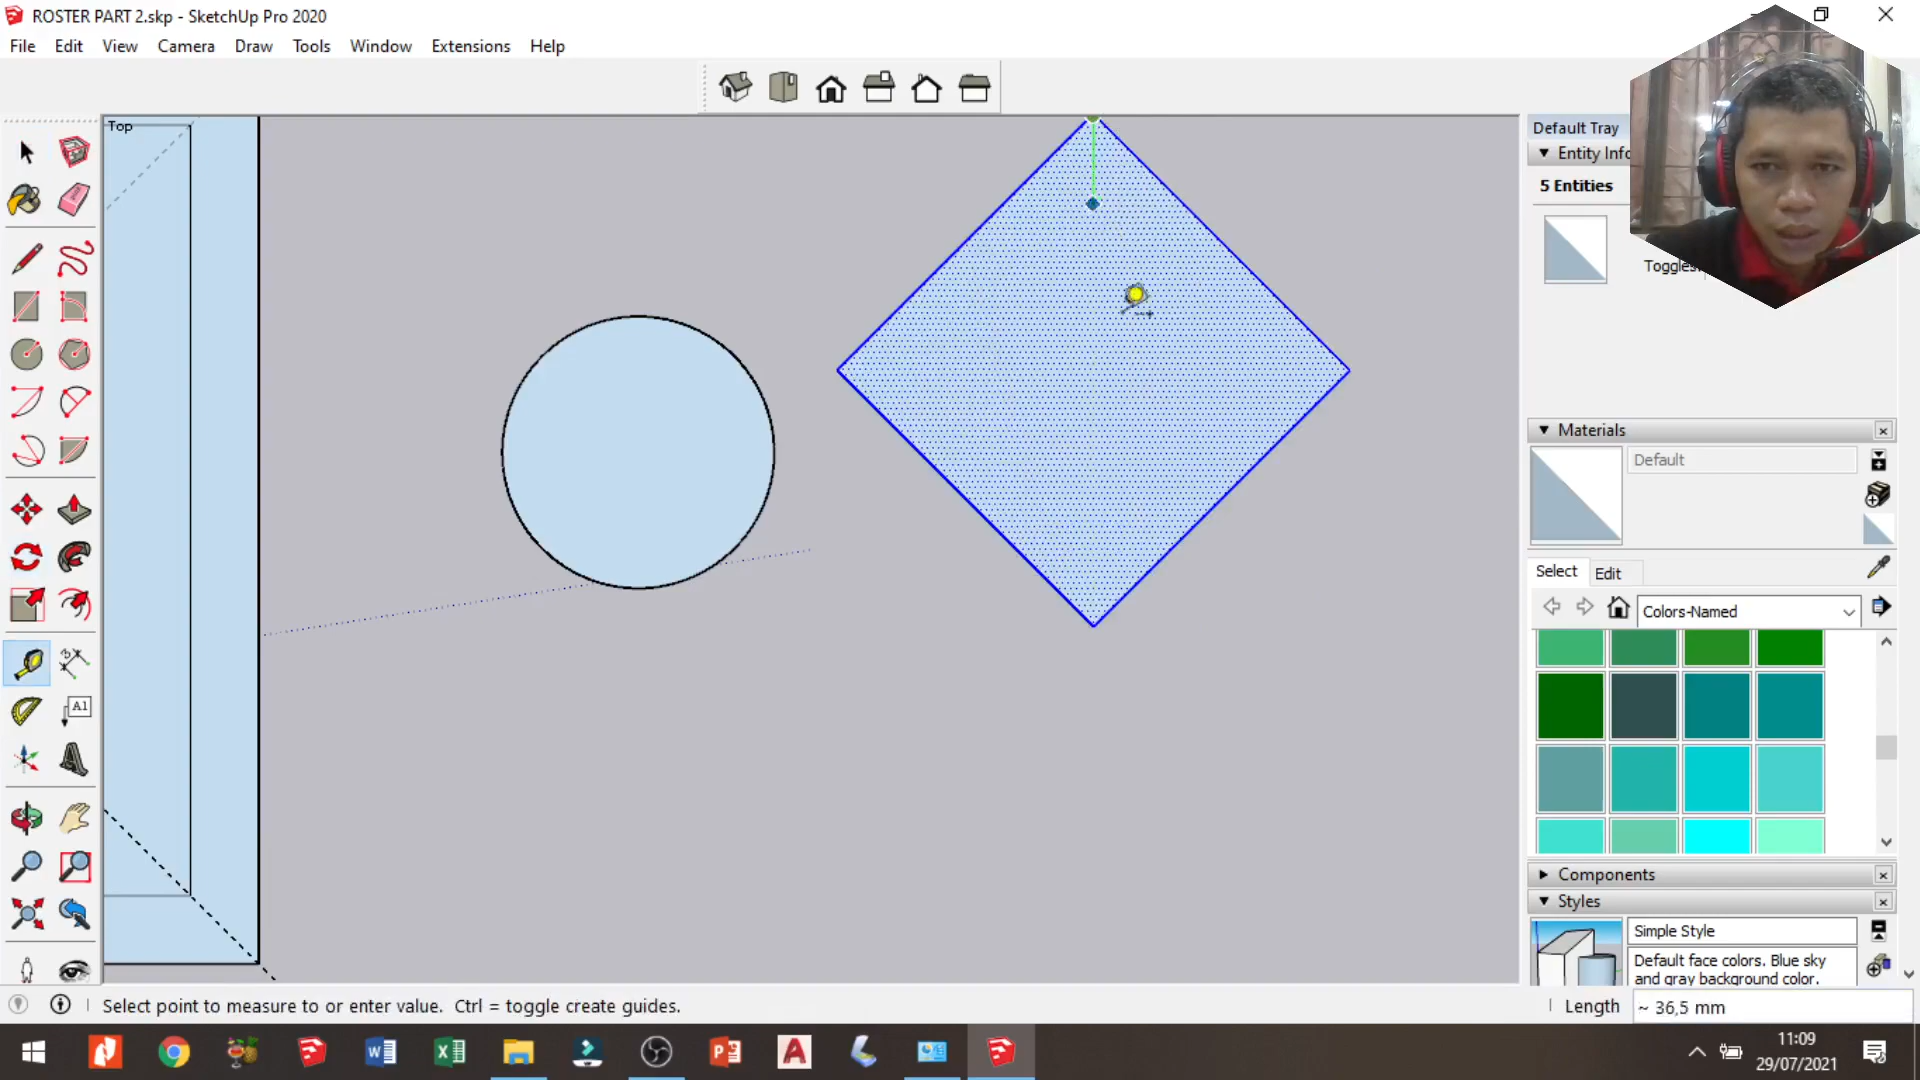 ROSTER PART 2.skp - SketchUp Pro 2020
File Edit View Camera Draw Tools Window Extensions Help
Top
Default Tray
Entity Info
5 Entities
Toggles:
Materials
Default
Select Edit
Colors-Named
A1
Components
Styles
Simple Style
Default face colors. Blue sky
and gray background color.
Select point to measure to or enter value. Ctrl = toggle create guides.
Length ~ 36,5 mm
11:09
29/07/2021